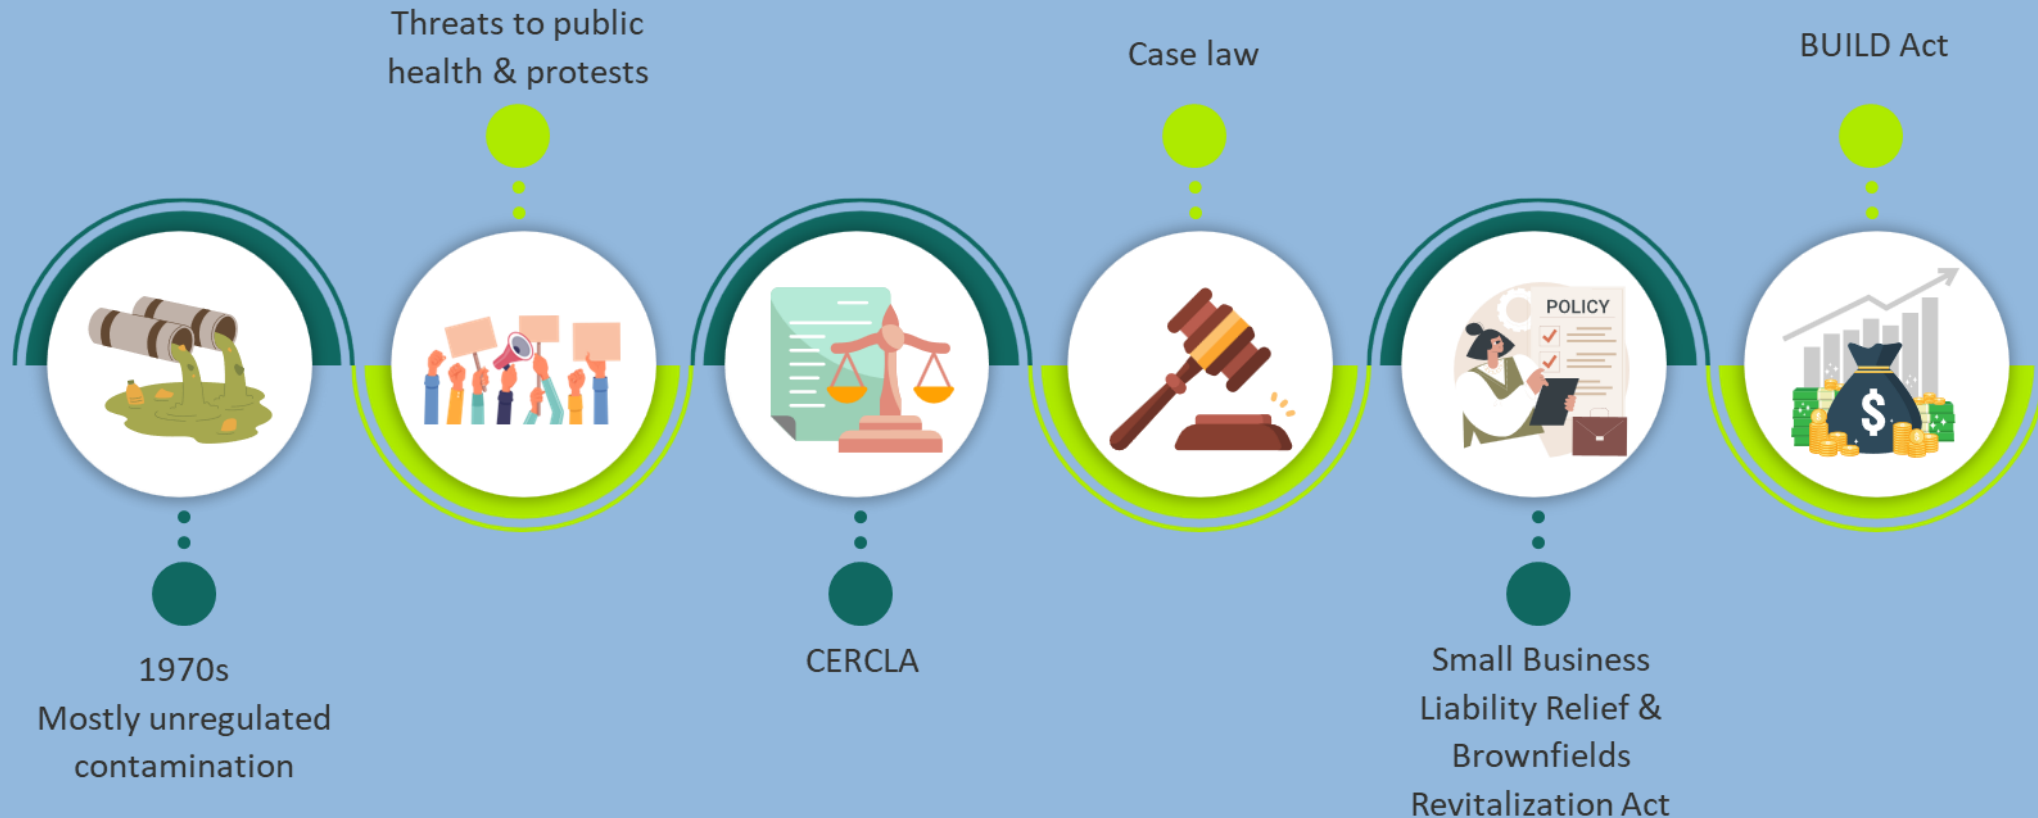 1970s
Mostly unregulated
contamination
Threats to public
health & protests
CERCLA
Case law
POLICY
Small Business
Liability Relief &
Brownfields
Revitalization Act
BUILD Act
$